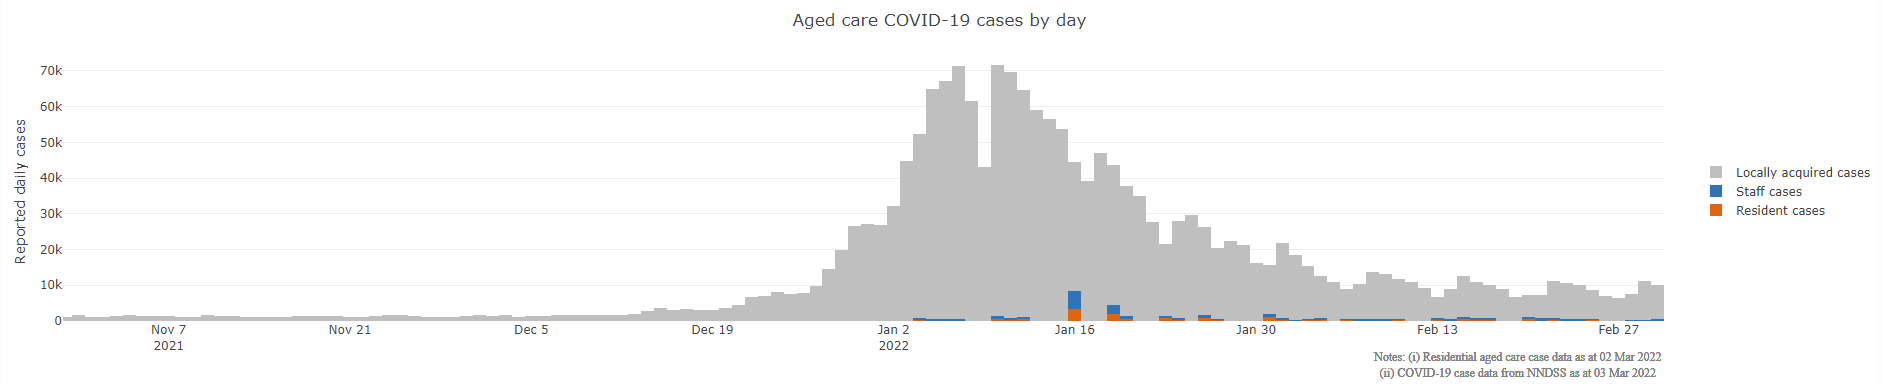 Aged care COVID-19 cases by day
Reported daily cases
70k
60k
50k
40k
30k
20k
10k
0
Nov 7
2021
Nov 21
Dec 5
Dec 19
Jan 2
2022
Jan 16
Jan 30
Feb 13
Feb 27
Locally acquired cases
Staff cases
Resident cases
Notes: (i) Residential aged care case data as at 02 Mar 2022
(ii) COVID-19 case data from NNDSS as at 03 Mar 2022